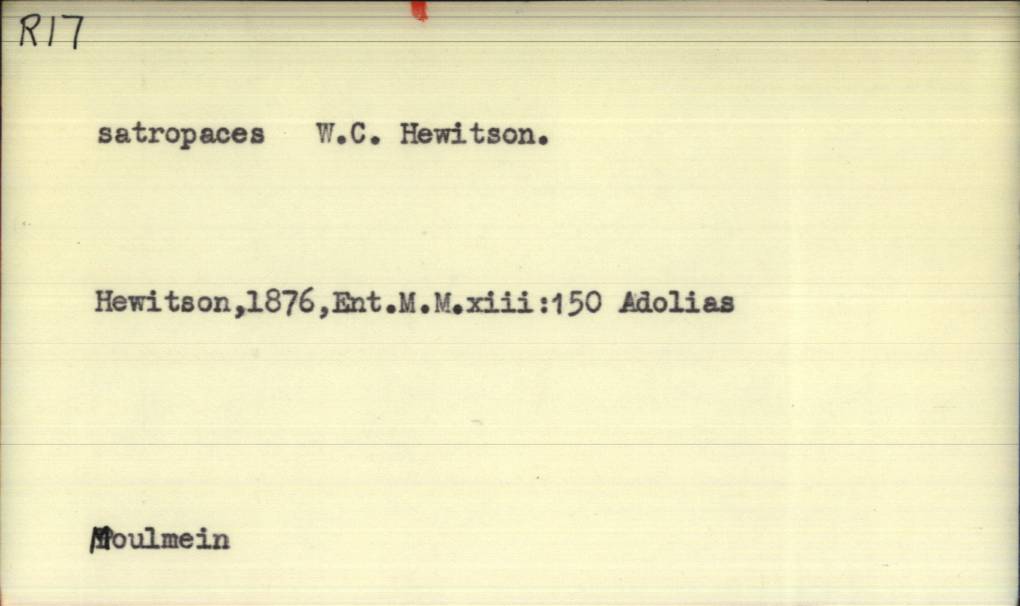 R17
satropaces W.C. Hewitson.
Hewitson,1876,Ent.M.M.xiii:150 Adolias
Moulmein